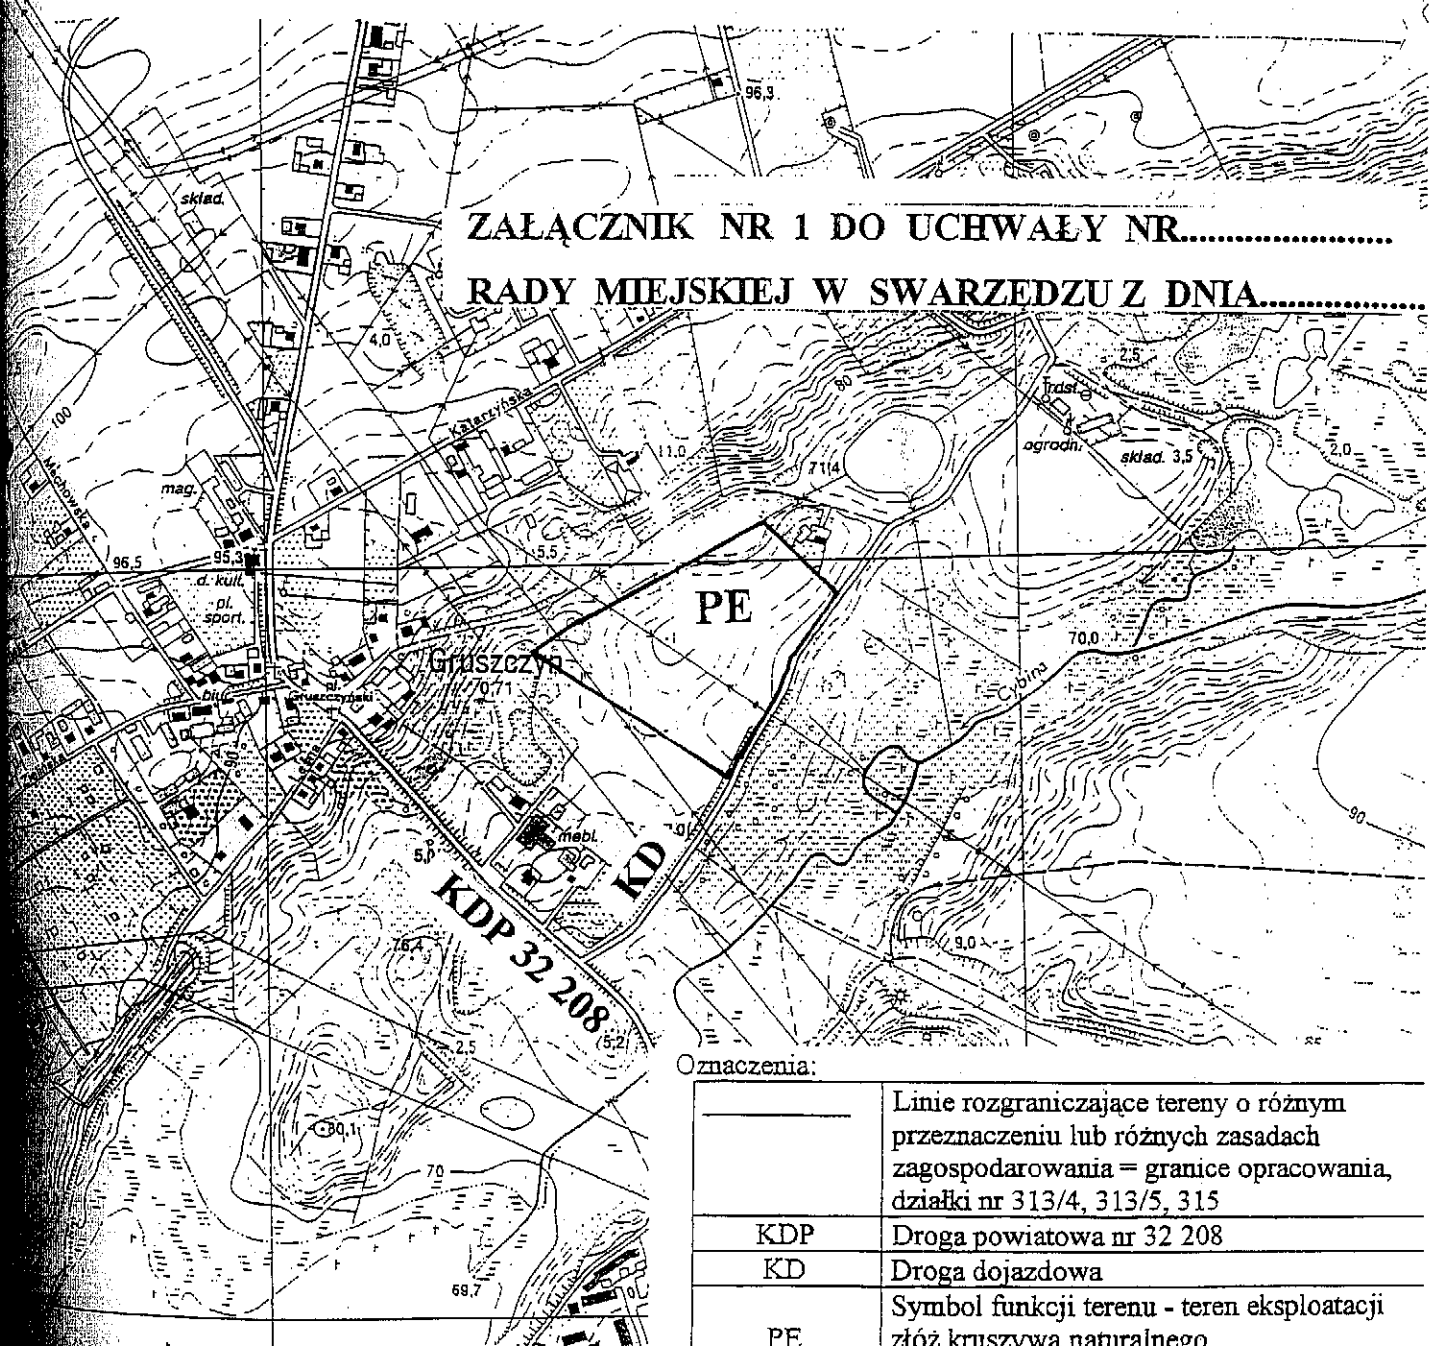 96,3
skład.
ZAŁĄCZNIK NR 1 DO UCHWAŁY NR......................
RADY MIEJSKIEJ W SWARZĘDZU Z DNIA..................
4,0
2,5
80
Trdsf.
100
Katarzyńska
ogrodn.
skład. 3,5
2,0
11,0
71,4
Mechowska
mag.
5,5
96,5
95,3
d. kult.
pl.
sport.
PE
70,0
Gruszczyn
Cybina
70,71
Gruszczyński
90
90
mebl.
5,0
KD
KDP 32 208
76,4
9,0
5,2
2,5
80,1
70
69,7
Oznaczenia:
Linie rozgraniczające tereny o różnym
przeznaczeniu lub różnych zasadach
zagospodarowania = granice opracowania,
działki nr 313/4, 313/5, 315
KDP Droga powiatowa nr 32 208
KD Droga dojazdowa
Symbol funkcji terenu - teren eksploatacji
PE złóż kruszywa naturalnego